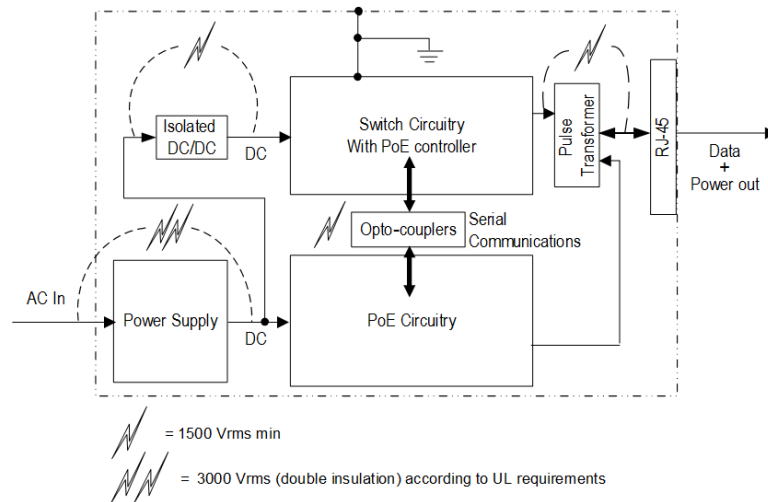 Isolated
DC/DC
DC
Switch Circuitry
With PoE controller
Pulse
Transformer
RJ-45
Data
+
Power out
Opto-couplers
Serial
Communications
AC In
Power Supply
DC
PoE Circuitry
= 1500 Vrms min
= 3000 Vrms (double insulation) according to UL requirements